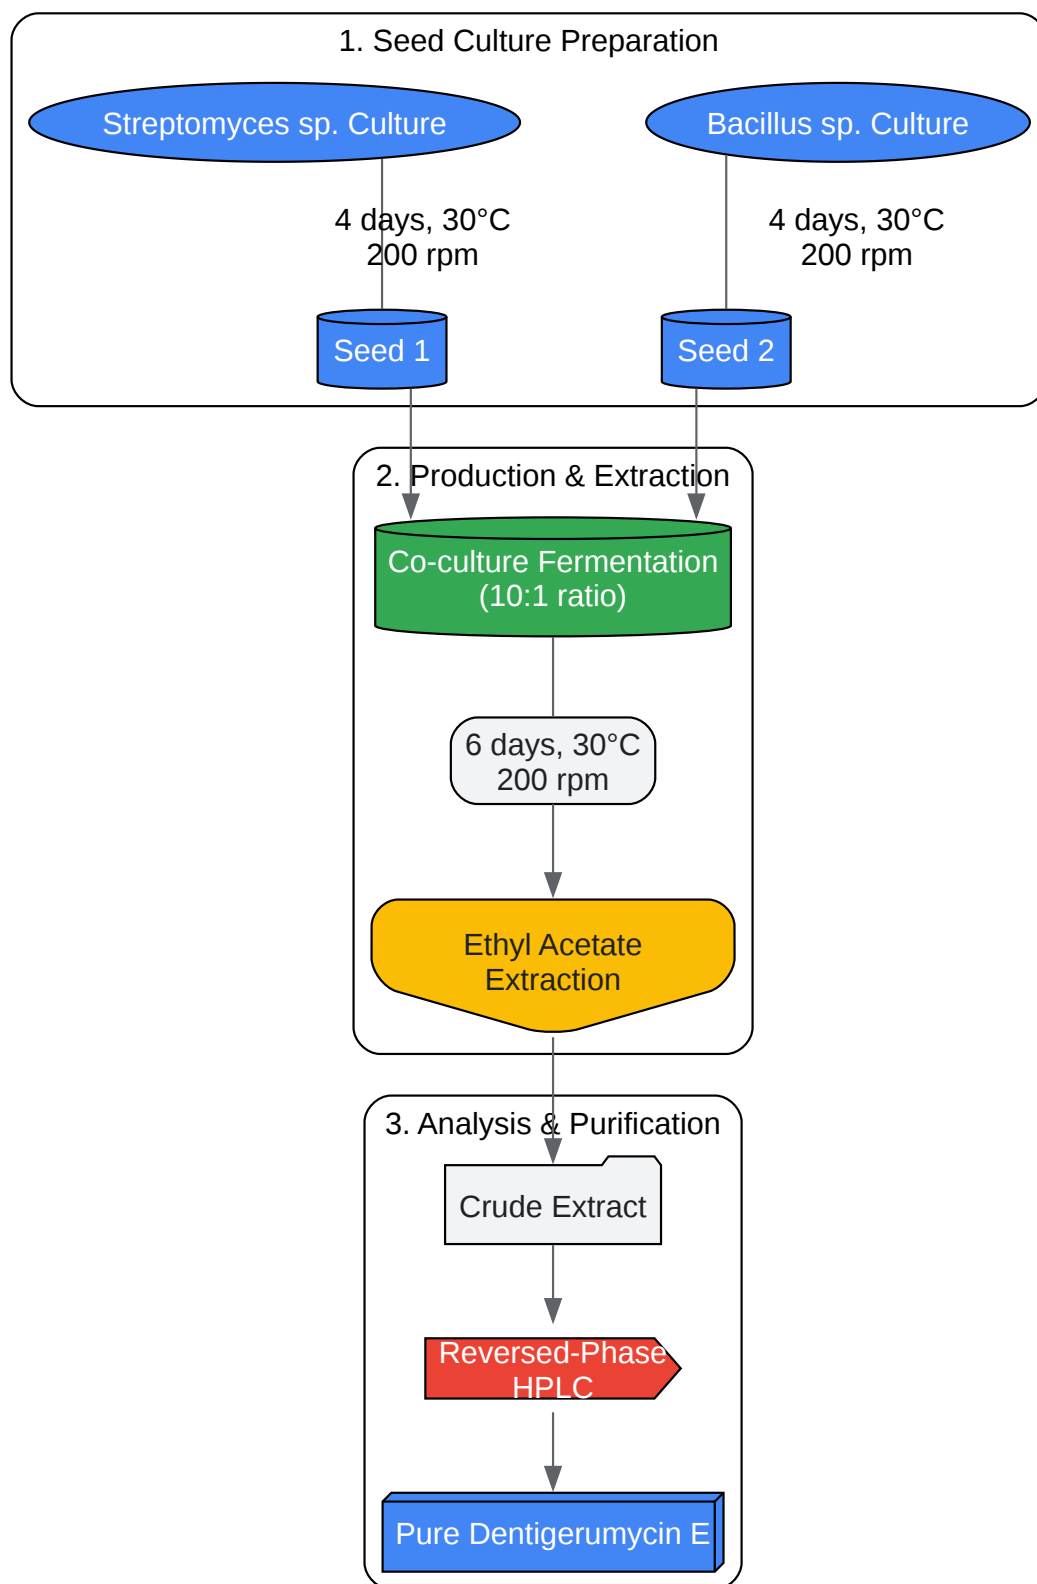 1. Seed Culture Preparation
Streptomyces sp. Culture
Bacillus sp. Culture
4 days, 30°C
200 rpm
4 days, 30°C
200 rpm
Seed 1
Seed 2
2. Production & Extraction
Co-culture Fermentation
(10:1 ratio)
6 days, 30°C
200 rpm
Ethyl Acetate
Extraction
3. Analysis & Purification
Crude Extract
Reversed-Phase
HPLC
Pure Dentigerumycin E